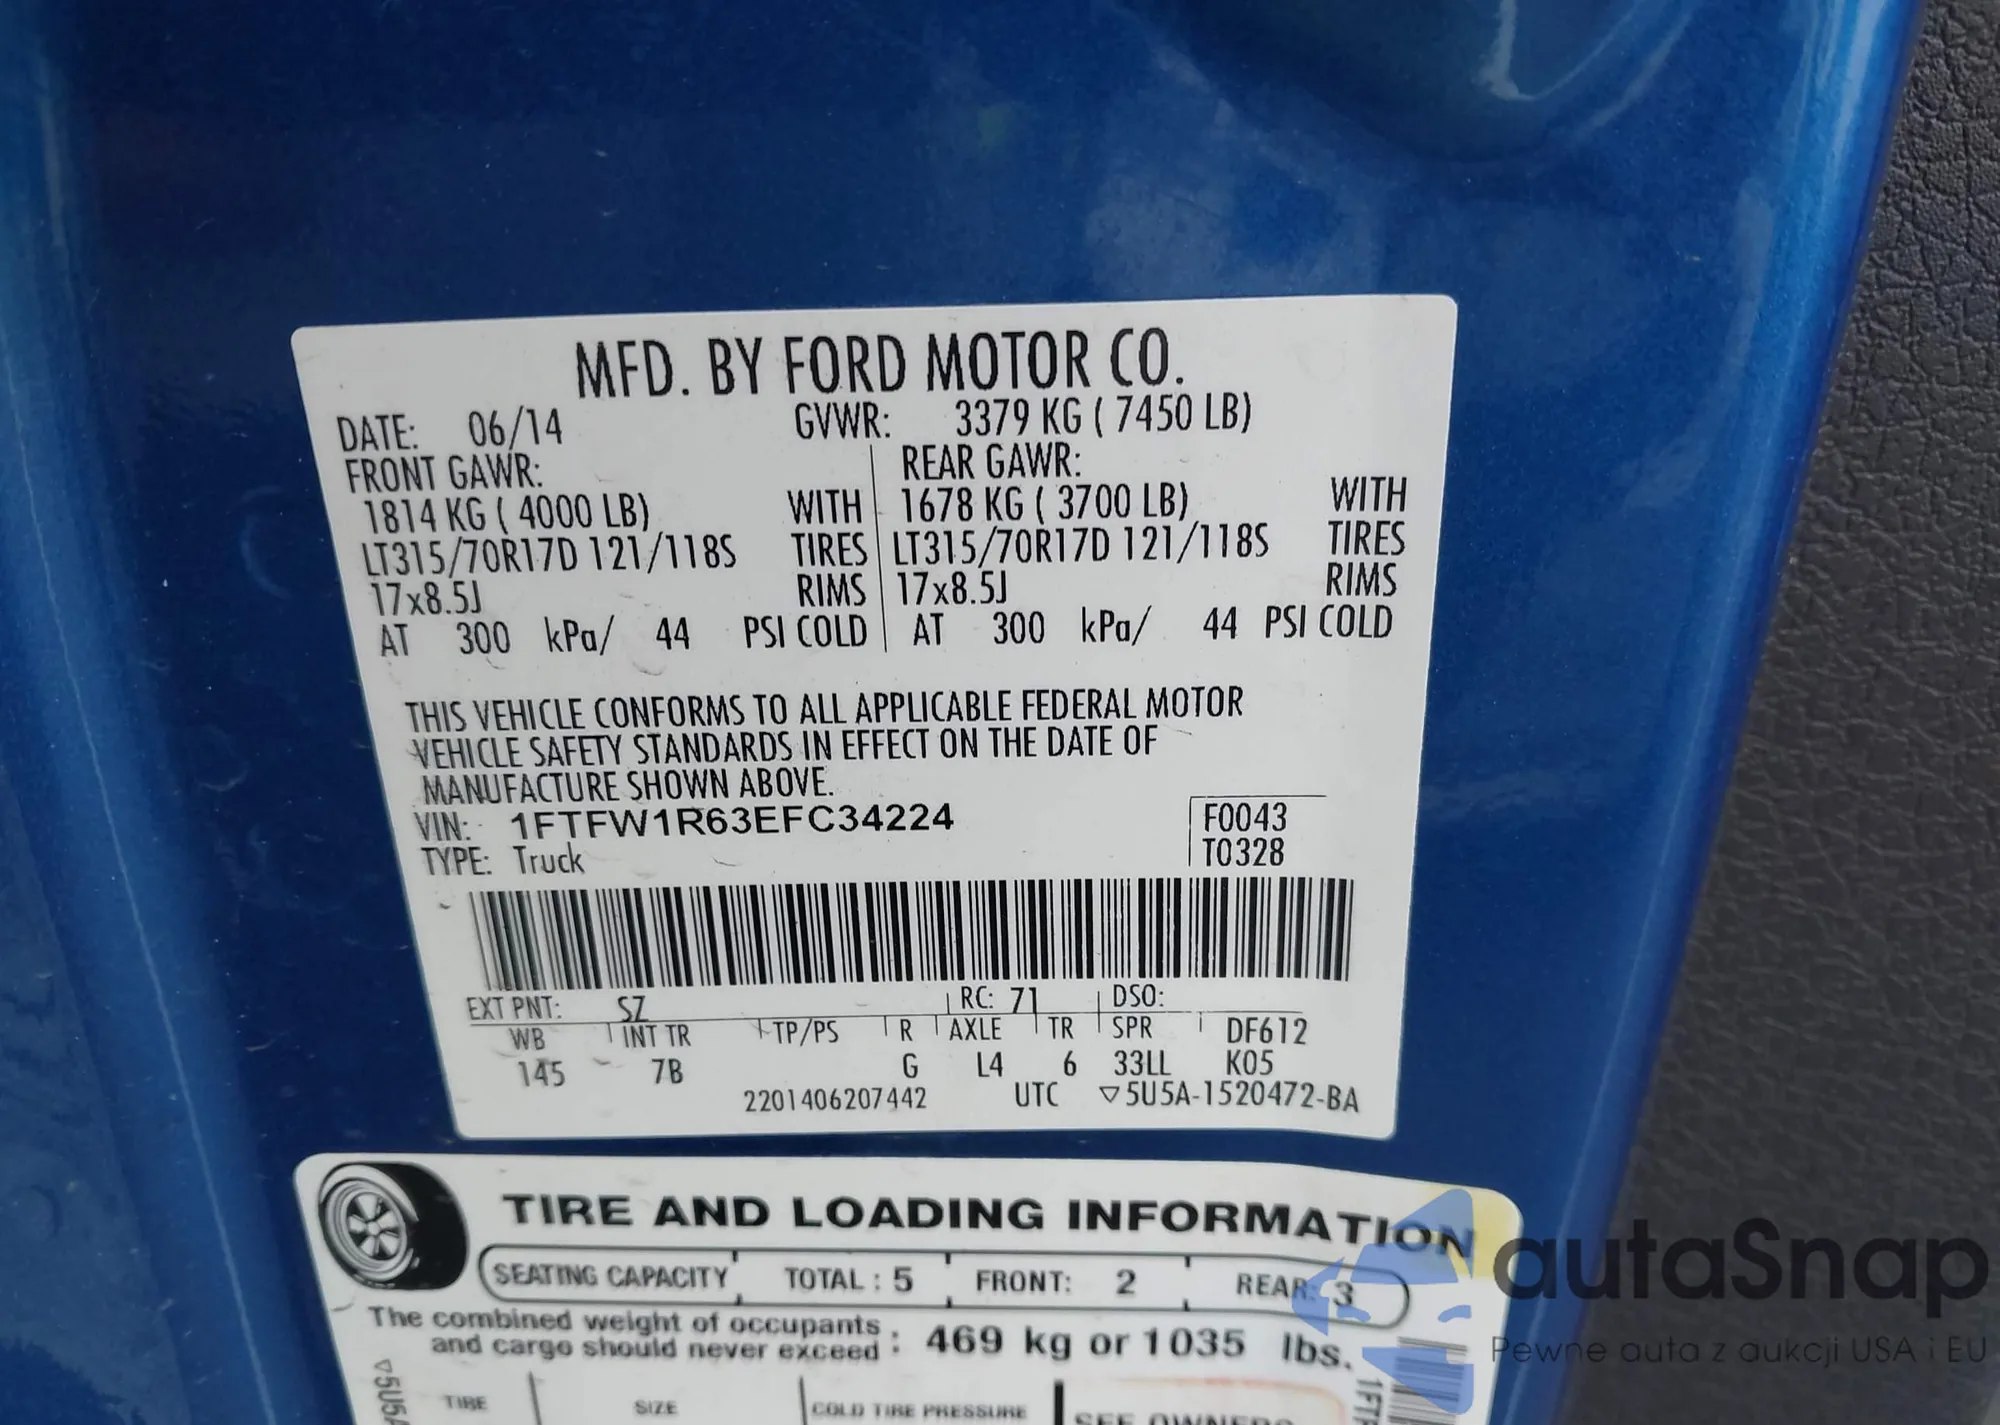 MFD. BY FORD MOTOR CO.
DATE: 06/14 GVWR: 3379 KG ( 7450 LB)
FRONT GAWR: REAR GAWR:
1814 KG ( 4000 LB) WITH 1678 KG ( 3700 LB) WITH
LT315/70R17D 121/118S TIRES LT315/70R17D 121/118S TIRES
17x8.5J RIMS 17x8.5J RIMS
AT 300 kPa/ 44 PSI COLD AT 300 kPa/ 44 PSI COLD
THIS VEHICLE CONFORMS TO ALL APPLICABLE FEDERAL MOTOR
VEHICLE SAFETY STANDARDS IN EFFECT ON THE DATE OF
MANUFACTURE SHOWN ABOVE.
VIN: 1FTFW1R63EFC34224 F0043
TYPE: Truck T0328
EXT PNT: SZ RC: 71 DSO:
WB INT TR TP/PS R AXLE TR SPR DF612
145 7B G L4 6 33LL K05
2201406207442 UTC ▽5U5A-1520472-BA
TIRE AND LOADING INFORMATION
SEATING CAPACITY TOTAL : 5 FRONT: 2 REAR: 3
The combined weight of occupants
and cargo should never exceed : 469 kg or 1035 lbs.
TIRE SIZE COLD TIRE PRESSURE SEE OWNERS
▽5U5A
1FTF
autaSnap
Pewne auta z aukcji USA i EU